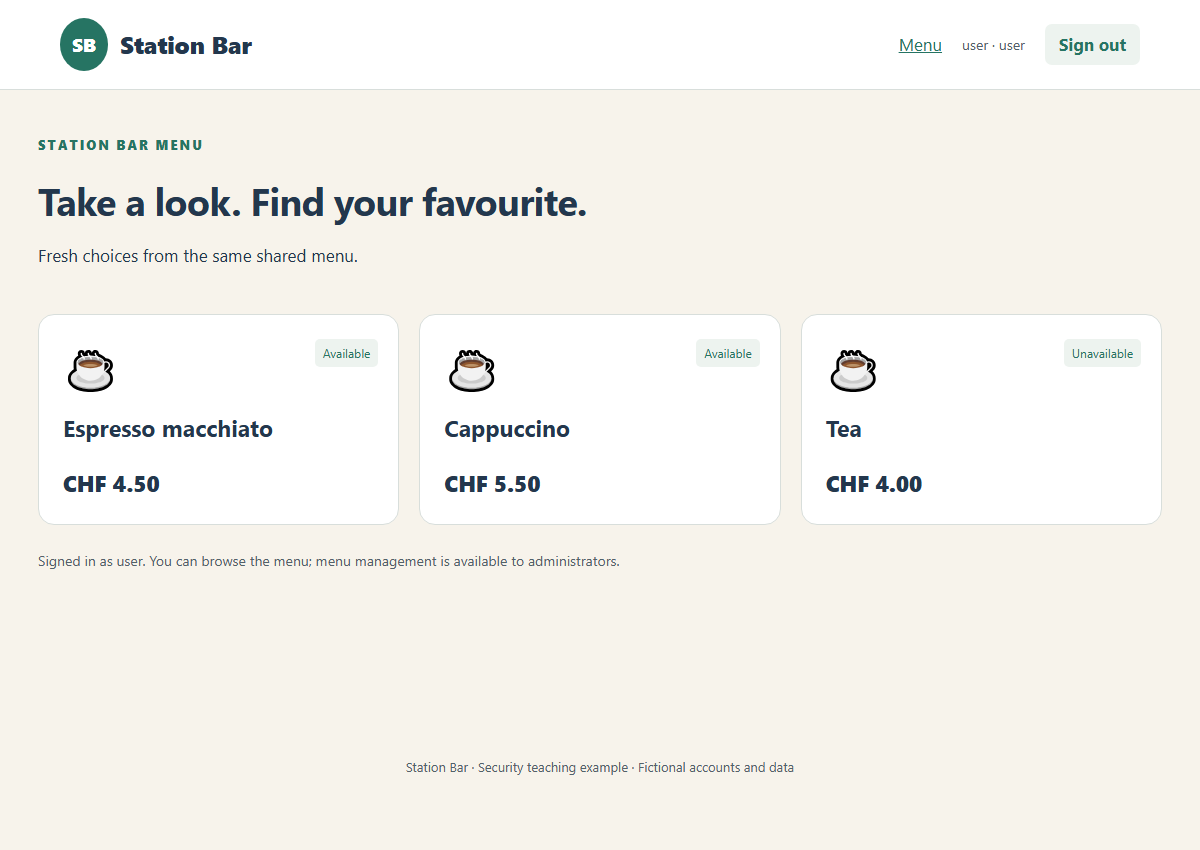 SB Station Bar
Menu user · user Sign out
STATION BAR MENU
Take a look. Find your favourite.
Fresh choices from the same shared menu.
Available
Espresso macchiato
CHF 4.50
Available
Cappuccino
CHF 5.50
Unavailable
Tea
CHF 4.00
Signed in as user. You can browse the menu; menu management is available to administrators.
Station Bar · Security teaching example · Fictional accounts and data